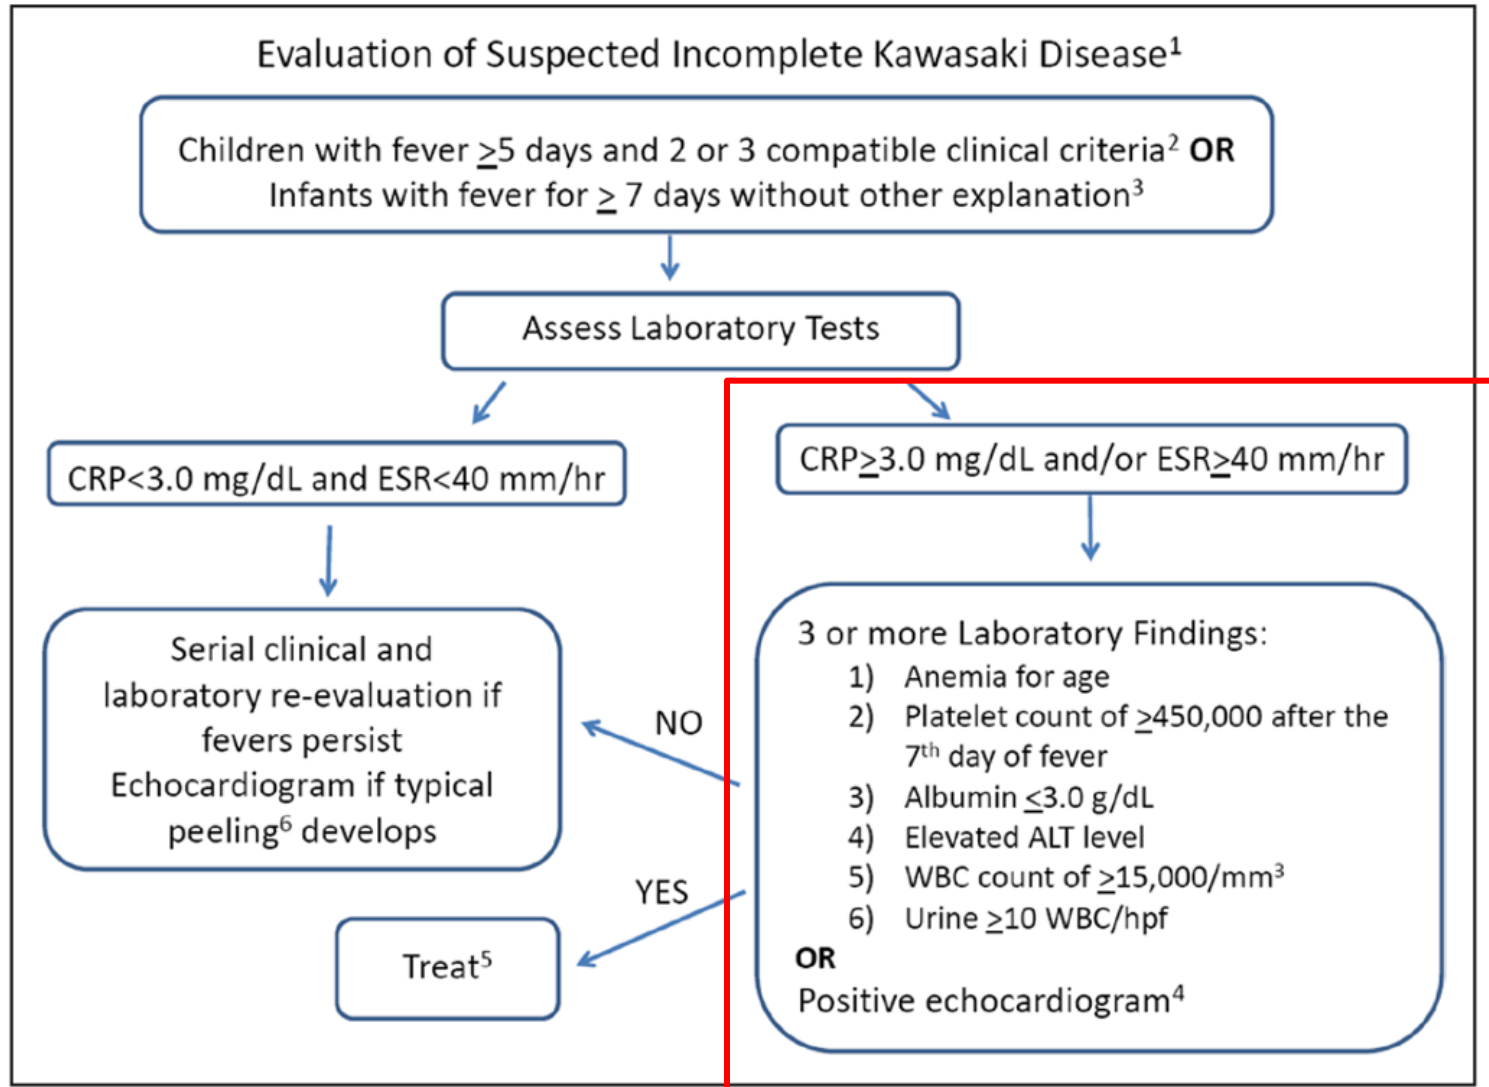 Evaluation of Suspected Incomplete Kawasaki Disease¹
Children with fever ≥5 days and 2 or 3 compatible clinical criteria² OR
Infants with fever for ≥ 7 days without other explanation³
Assess Laboratory Tests
CRP<3.0 mg/dL and ESR<40 mm/hr
CRP≥3.0 mg/dL and/or ESR≥40 mm/hr
Serial clinical and
laboratory re-evaluation if
fevers persist
Echocardiogram if typical
peeling⁶ develops
NO
YES
Treat⁵
3 or more Laboratory Findings:
1) Anemia for age
2) Platelet count of ≥450,000 after the
7th day of fever
3) Albumin ≤3.0 g/dL
4) Elevated ALT level
5) WBC count of ≥15,000/mm³
6) Urine ≥10 WBC/hpf
OR
Positive echocardiogram⁴